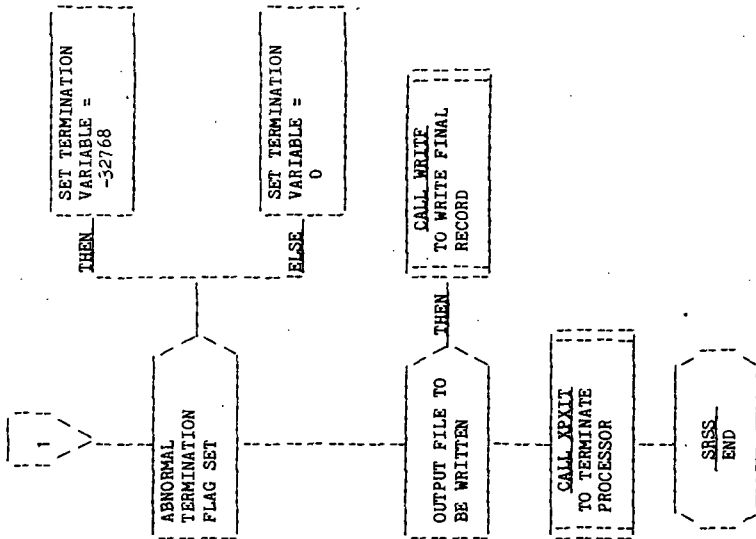 1
ABNORMAL
TERMINATION
FLAG SET
THEN
SET TERMINATION
VARIABLE =
-32768
ELSE
SET TERMINATION
VARIABLE =
0
OUTPUT FILE TO
BE WRITTEN
THEN
CALL WRITE
TO WRITE FINAL
RECORD
CALL XPXIT
TO TERMINATE
PROCESSOR
SRSS
END